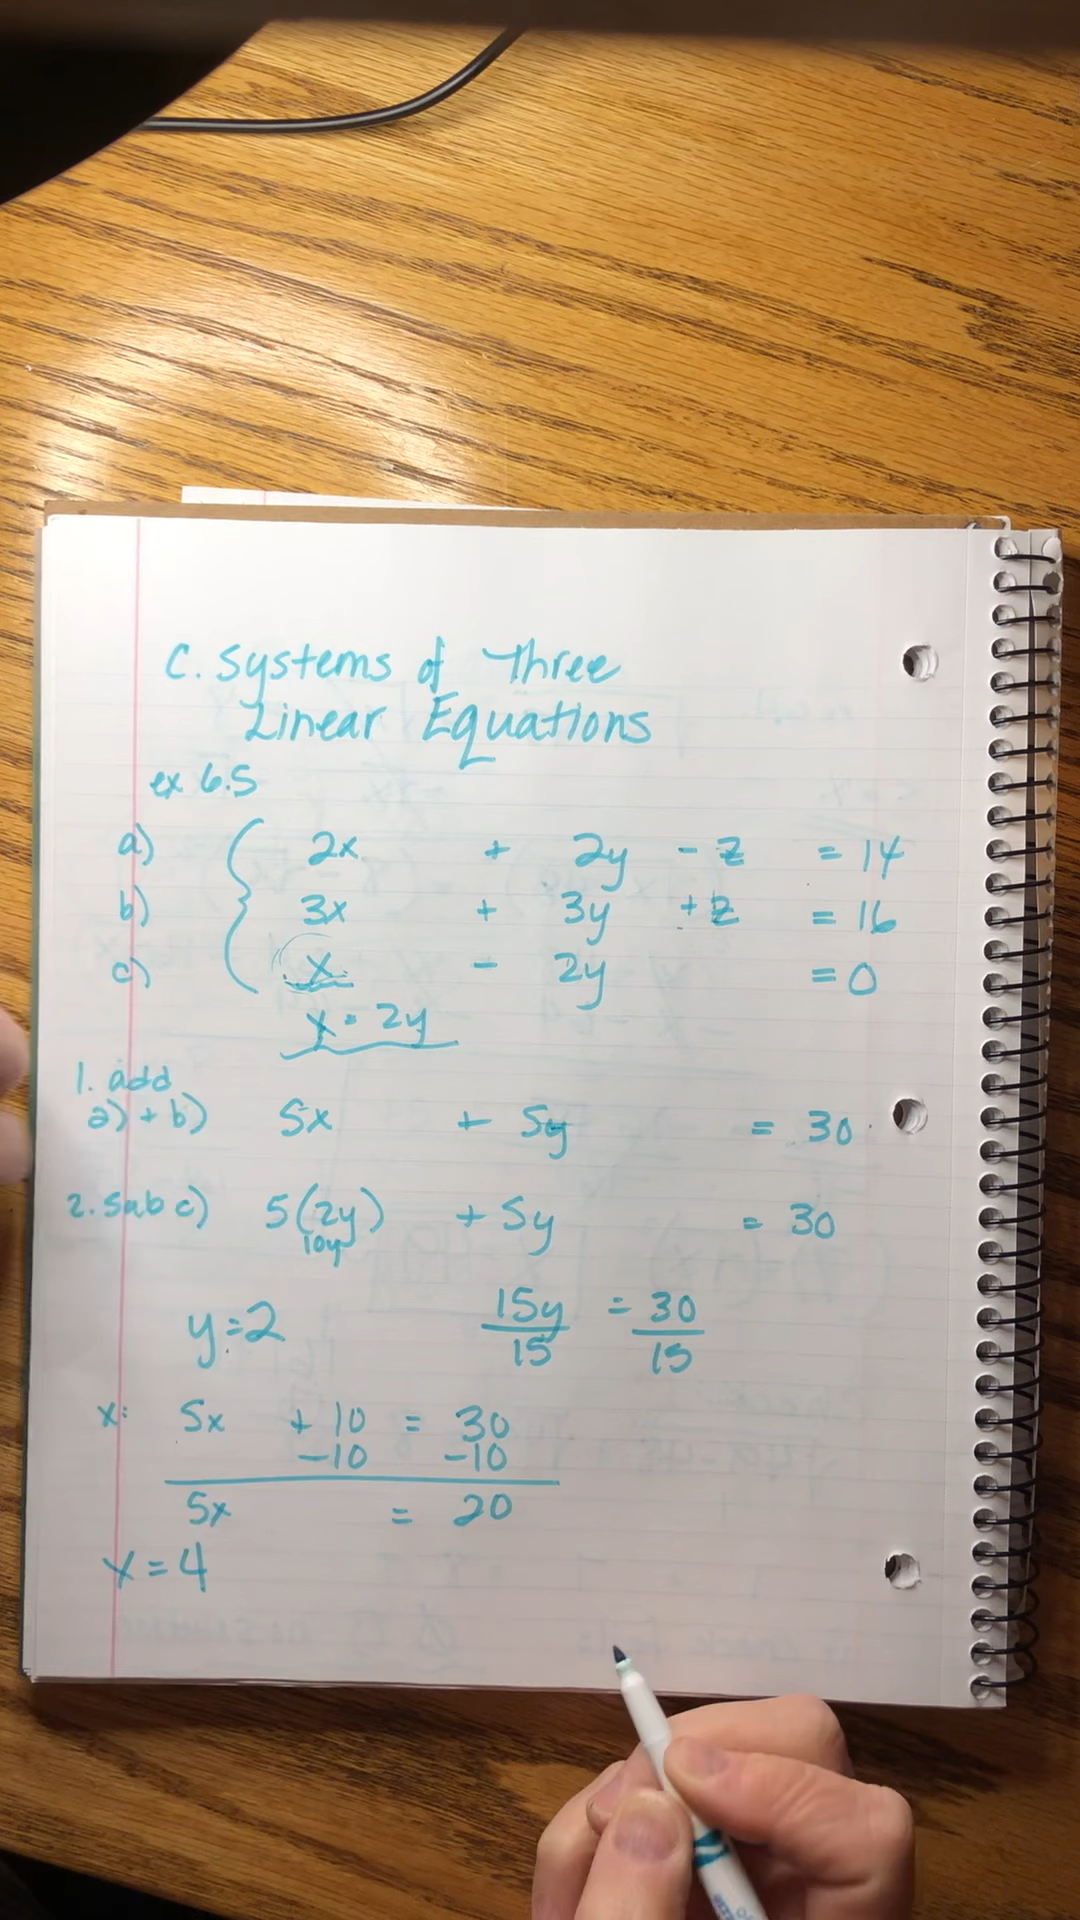 C. Systems of Three
Linear Equations
ex 6.5
a) 2x + 2y - z = 14
b) 3x + 3y + z = 16
c) x - 2y = 0
x = 2y
1. add
a) + b) 5x + 5y = 30
2. sub c) 5(2y) + 5y = 30
10y
y=2 15y/15 = 30/15
x: 5x + 10 = 30
-10 -10
5x = 20
x = 4